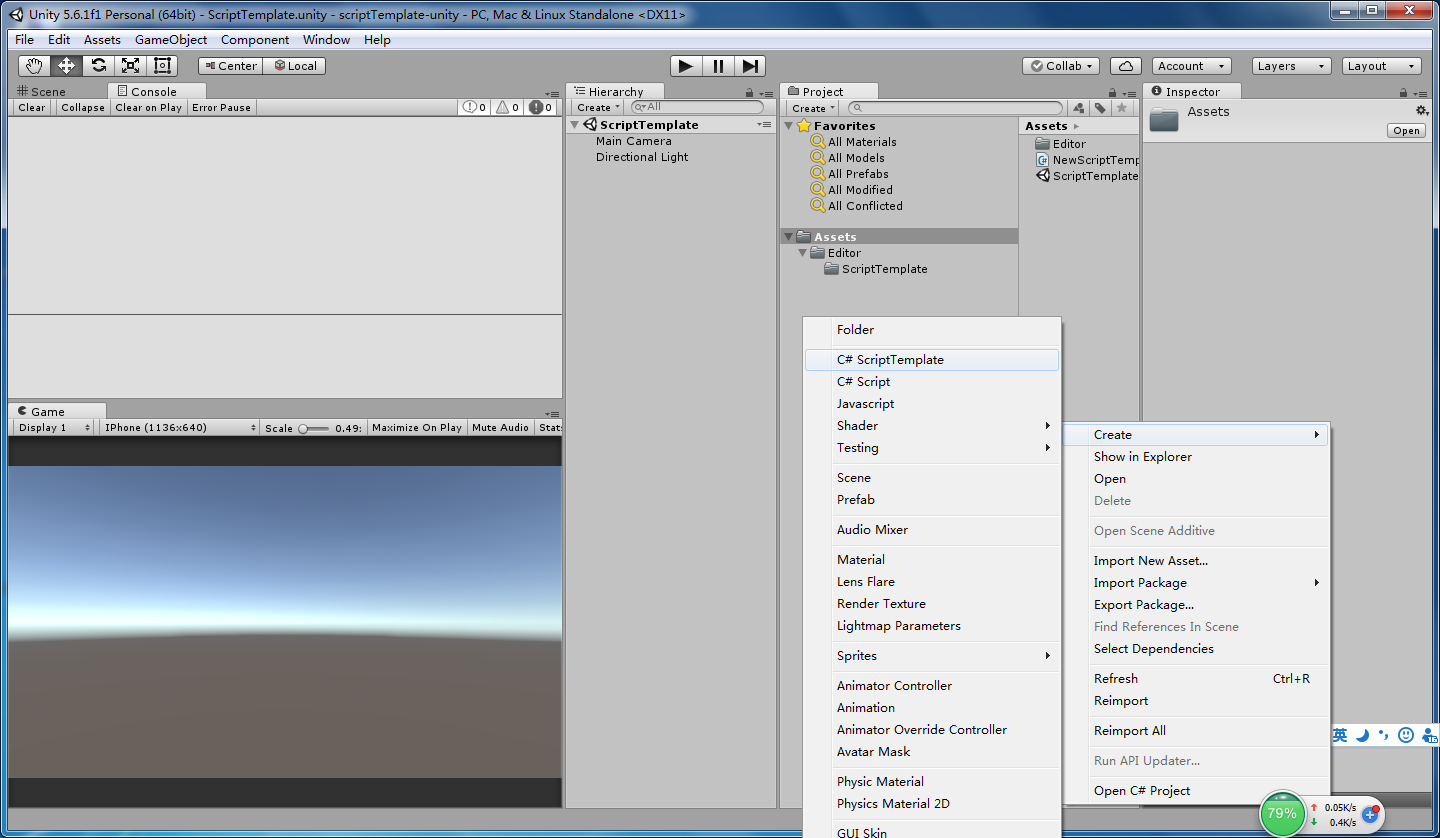 Unity 5.6.1f1 Personal (64bit) - ScriptTemplate.unity - scriptTemplate-unity - PC, Mac & Linux Standalone <DX11>
File Edit Assets GameObject Component Window Help
Center Local Collab Account Layers Layout
Scene Console
Clear Collapse Clear on Play Error Pause 0 0 0
Game
Display 1 IPhone (1136x640) Scale 0.49: Maximize On Play Mute Audio Stats
Hierarchy
Create All
ScriptTemplate
Main Camera
Directional Light
Project
Create
Favorites
All Materials
All Models
All Prefabs
All Modified
All Conflicted
Assets
Editor
ScriptTemplate
Assets
Editor
NewScriptTemp
ScriptTemplate
Inspector
Assets
Open
Folder
C# ScriptTemplate
C# Script
Javascript
Shader
Testing
Scene
Prefab
Audio Mixer
Material
Lens Flare
Render Texture
Lightmap Parameters
Sprites
Animator Controller
Animation
Animator Override Controller
Avatar Mask
Physic Material
Physics Material 2D
GUI Skin
Create
Show in Explorer
Open
Delete
Open Scene Additive
Import New Asset...
Import Package
Export Package...
Find References In Scene
Select Dependencies
Refresh Ctrl+R
Reimport
Reimport All
Run API Updater...
Open C# Project
英
79%
0.05K/s
0.4K/s